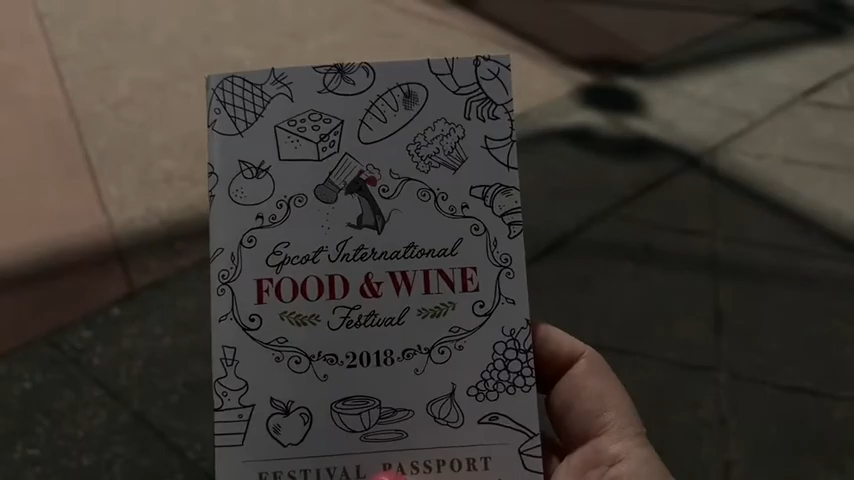 Epcot International
FOOD & WINE
Festival
2018
FESTIVAL PASSPORT